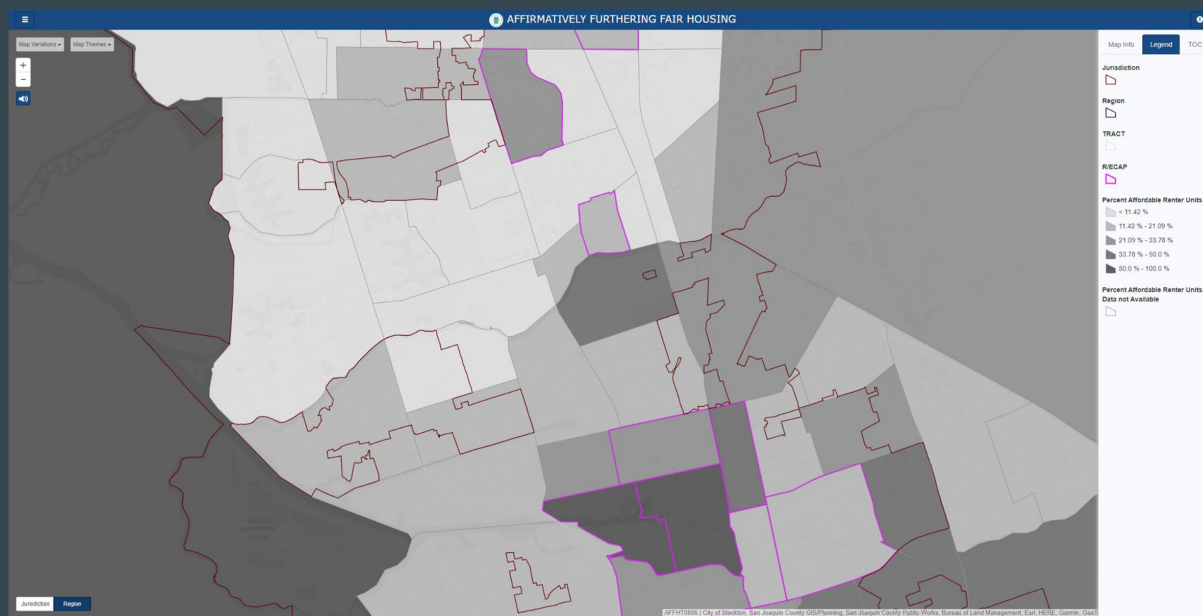 AFFIRMATIVELY FURTHERING FAIR HOUSING
Map Variations
Map Themes
+
−
Map Info
Legend
TOC
Jurisdiction
Region
TRACT
R/ECAP
Percent Affordable Renter Units
< 11.42 %
11.42 % - 21.09 %
21.09 % - 33.78 %
33.78 % - 50.0 %
50.0 % - 100.0 %
Percent Affordable Renter Units
Data not Available
Jurisdiction
Region
AFFHT0006 | City of Stockton, San Joaquin County GIS/Planning, San Joaquin County Public Works, Bureau of Land Management, Esri, HERE, Garmin, GeoT